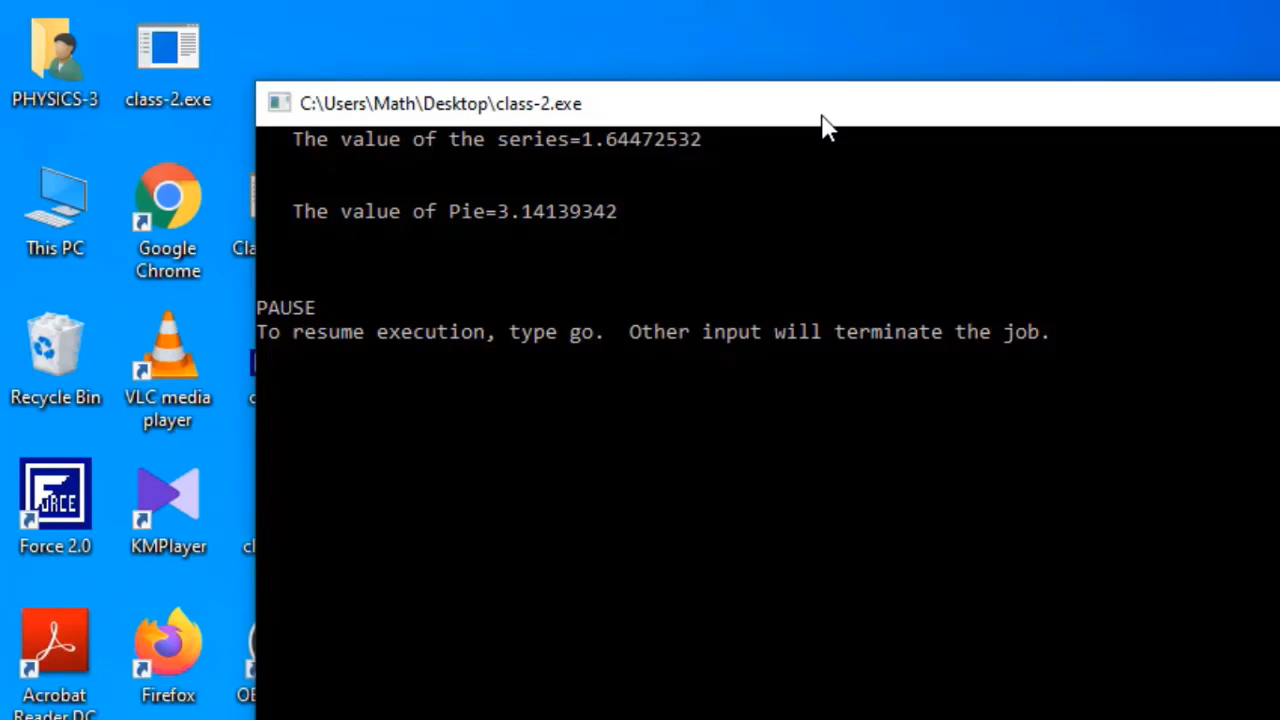 PHYSICS-3
class-2.exe
C:\Users\Math\Desktop\class-2.exe
The value of the series=1.64472532
The value of Pie=3.14139342
PAUSE
To resume execution, type go.  Other input will terminate the job.
This PC
Google
Chrome
Recycle Bin
VLC media
player
FORCE
Force 2.0
KMPlayer
Acrobat
Reader DC
Firefox